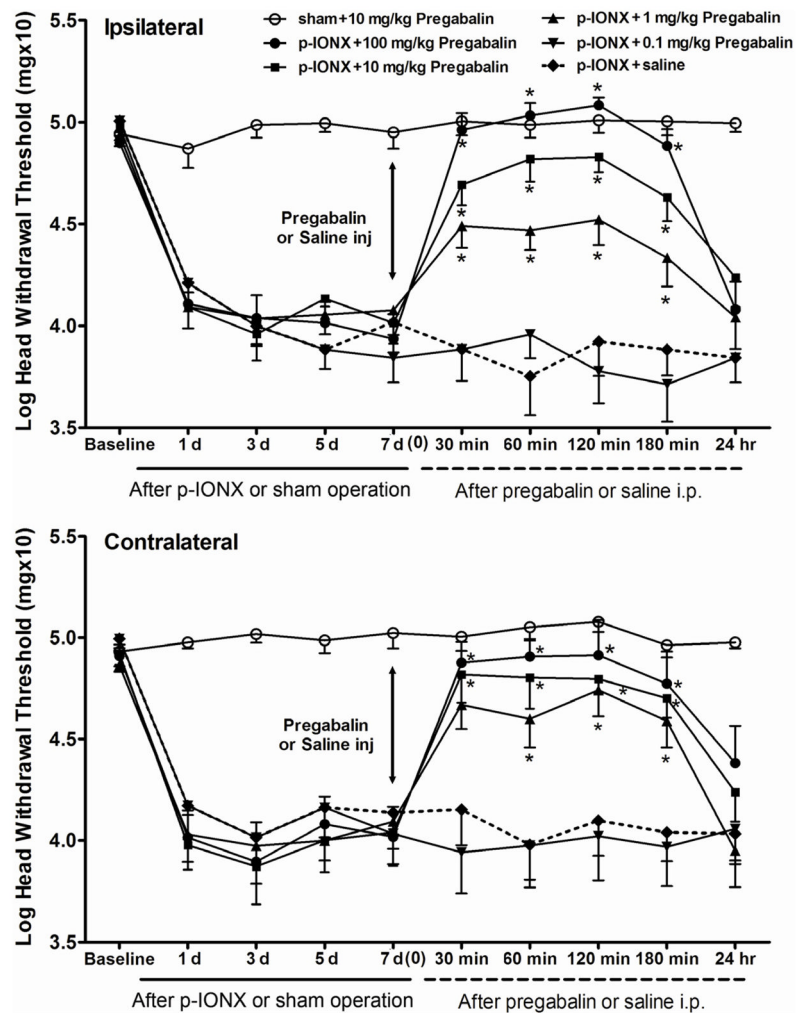 sham+10 mg/kg Pregabalin
p-IONX+100 mg/kg Pregabalin
p-IONX+10 mg/kg Pregabalin
p-IONX+1 mg/kg Pregabalin
p-IONX+0.1 mg/kg Pregabalin
p-IONX+saline
Ipsilateral
Log Head Withdrawal Threshold (mgx10)
5.5
5.0
4.5
4.0
3.5
Pregabalin
or Saline inj
* * * *
* * * *
* * * *
Baseline 1 d 3 d 5 d 7 d (0) 30 min 60 min 120 min 180 min 24 hr
After p-IONX or sham operation After pregabalin or saline i.p.
Contralateral
Log Head Withdrawal Threshold (mgx10)
5.5
5.0
4.5
4.0
3.5
Pregabalin
or Saline inj
* * * *
* * * *
* * *
Baseline 1 d 3 d 5 d 7 d (0) 30 min 60 min 120 min 180 min 24 hr
After p-IONX or sham operation After pregabalin or saline i.p.